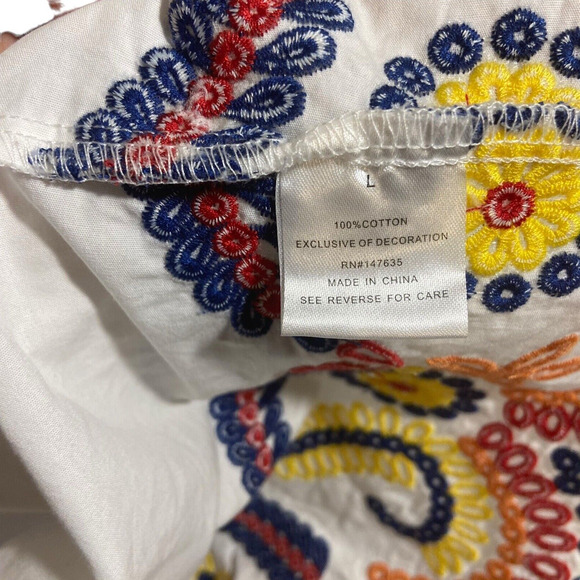 L
100%COTTON
EXCLUSIVE OF DECORATION
RN#147635
MADE IN CHINA
SEE REVERSE FOR CARE